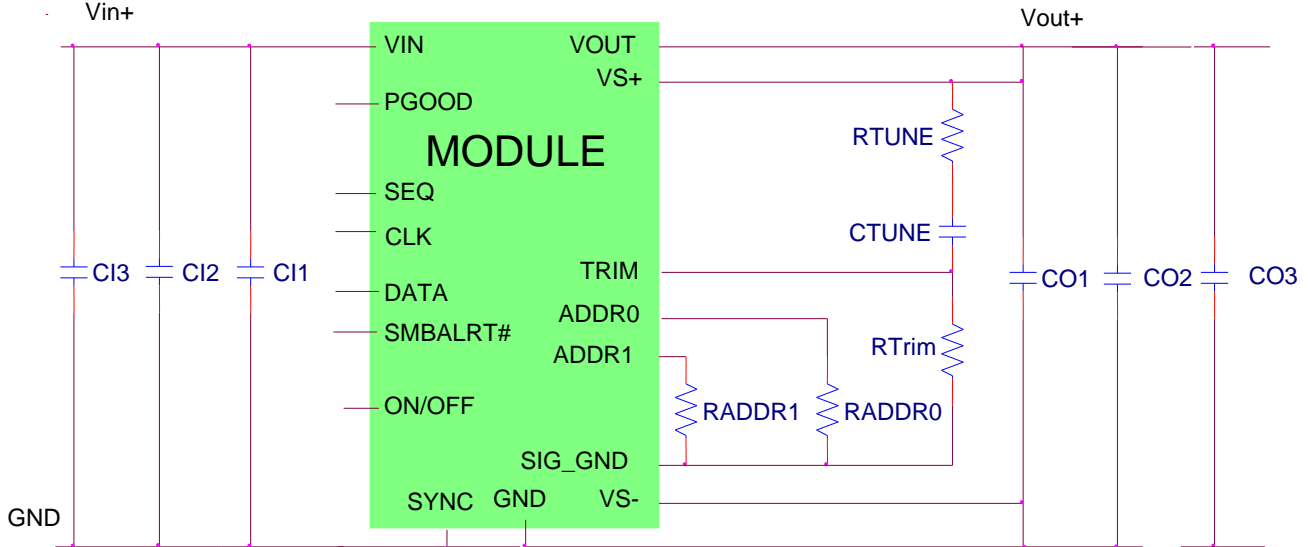 Vin+
Vout+
VIN
VOUT
VS+
PGOOD
MODULE
RTUNE
SEQ
CLK
CTUNE
TRIM
CI3
CI2
CI1
CO1
CO2
CO3
DATA
ADDR0
SMBALRT#
ADDR1
RTrim
ON/OFF
RADDR1
RADDR0
SIG_GND
SYNC
GND
VS-
GND